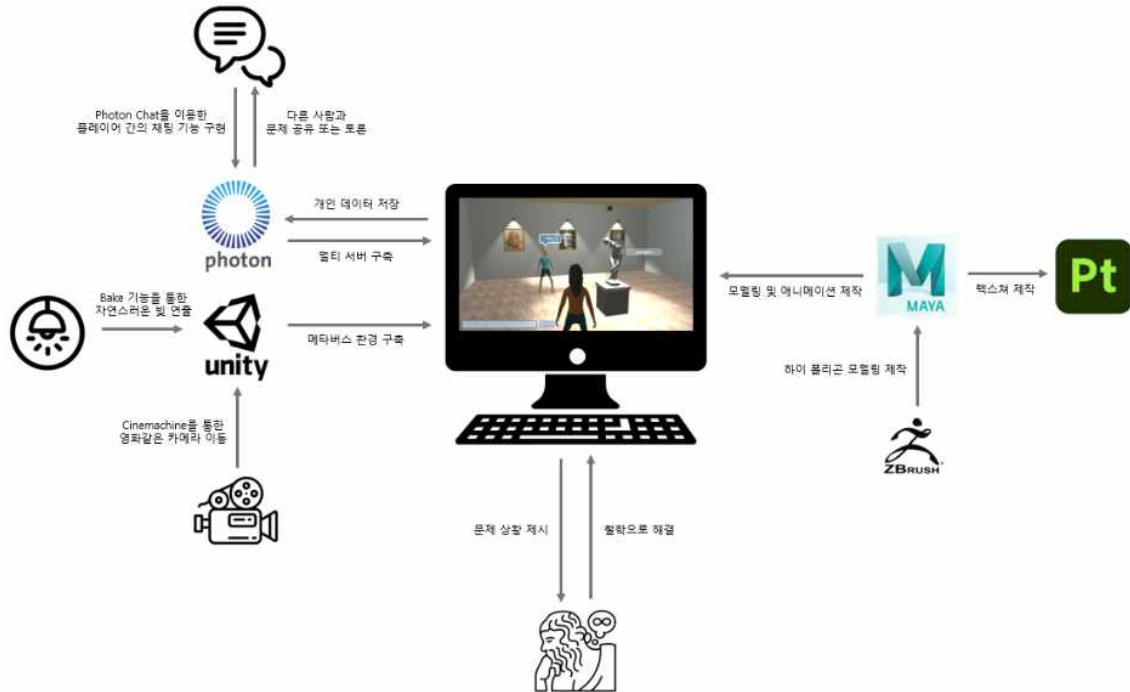 Photon Chat을 이용한
플레이어 간의 채팅 기능 구현
다른 사람과
문제 공유 또는 토론
photon
개인 데이터 저장
멀티 서버 구축
Bake 기능을 통한
자연스러운 빛 연출
unity
메타버스 환경 구축
Cinemachine을 통한
영화같은 카메라 이동
모델링 및 애니메이션 제작
M
MAYA
텍스쳐 제작
Pt
하이 폴리곤 모델링 제작
ZBRUSH
문제 상황 제시
철학으로 해결